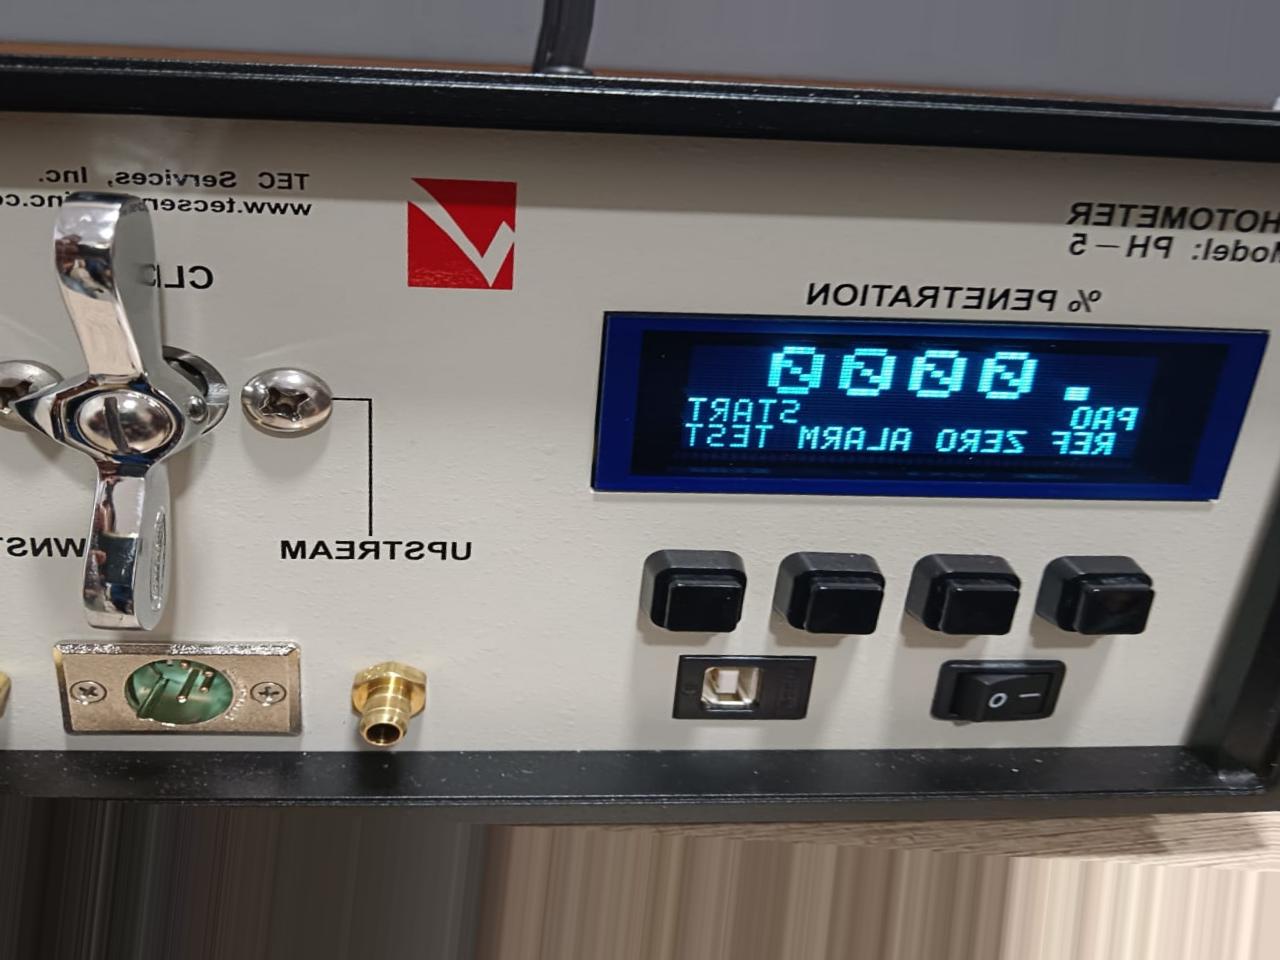 HOTOMETER
Model: PH-5
% PENETRATION
.0000
PAO START
REF ZERO ALARM TEST
TEC Services, Inc.
UPSTREAM
I O